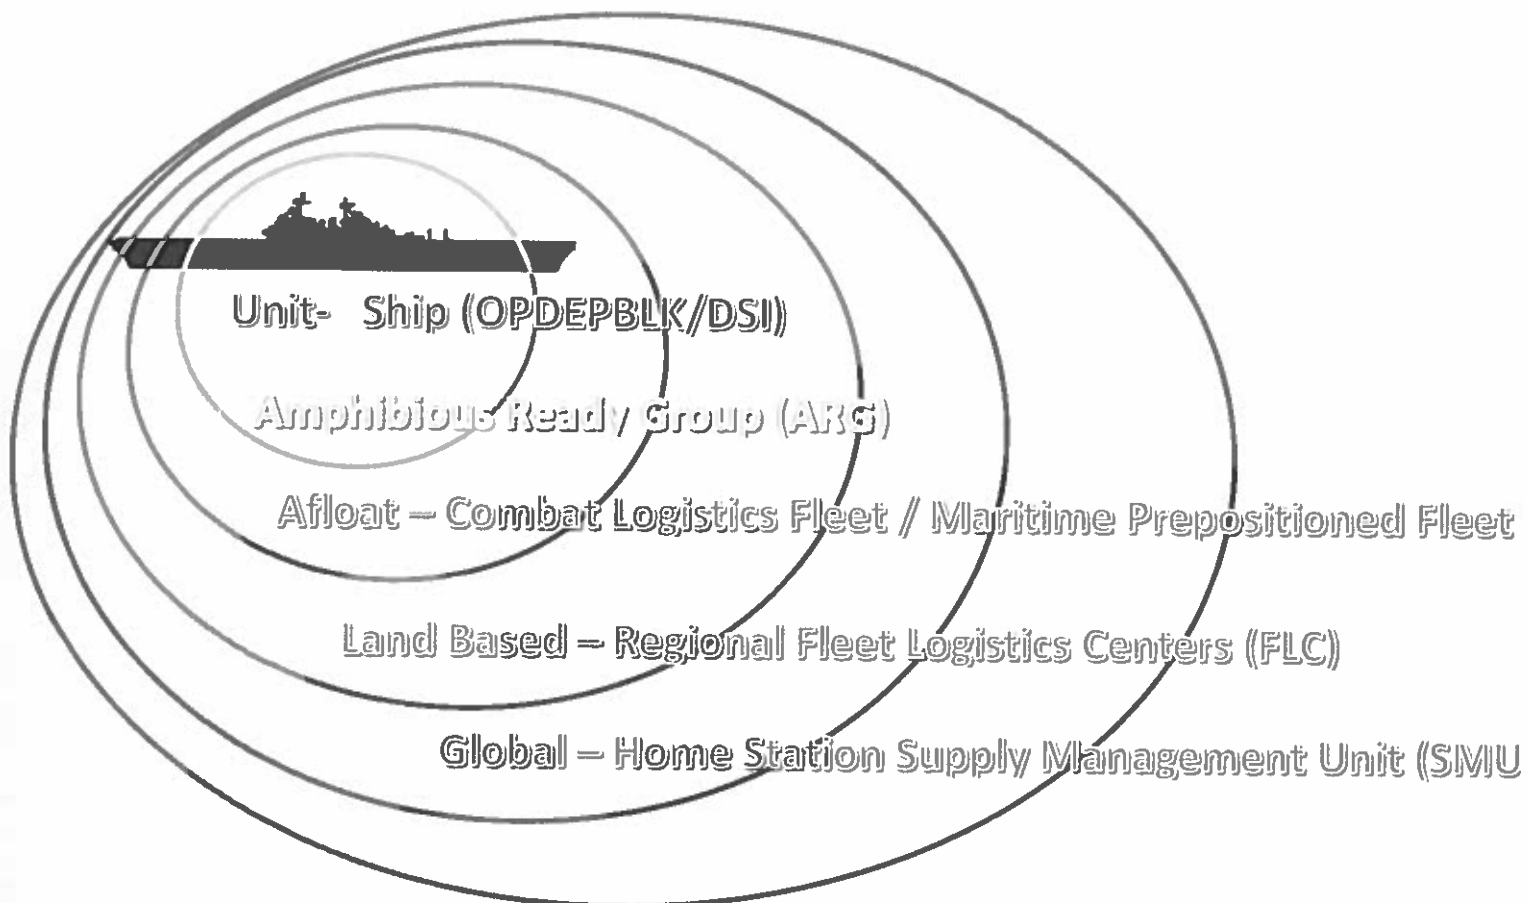 Unit- Ship (OPDEPBLK/DSI)
Amphibious Ready Group (ARG)
Afloat – Combat Logistics Fleet / Maritime Prepositioned Fleet
Land Based – Regional Fleet Logistics Centers (FLC)
Global – Home Station Supply Management Unit (SMU